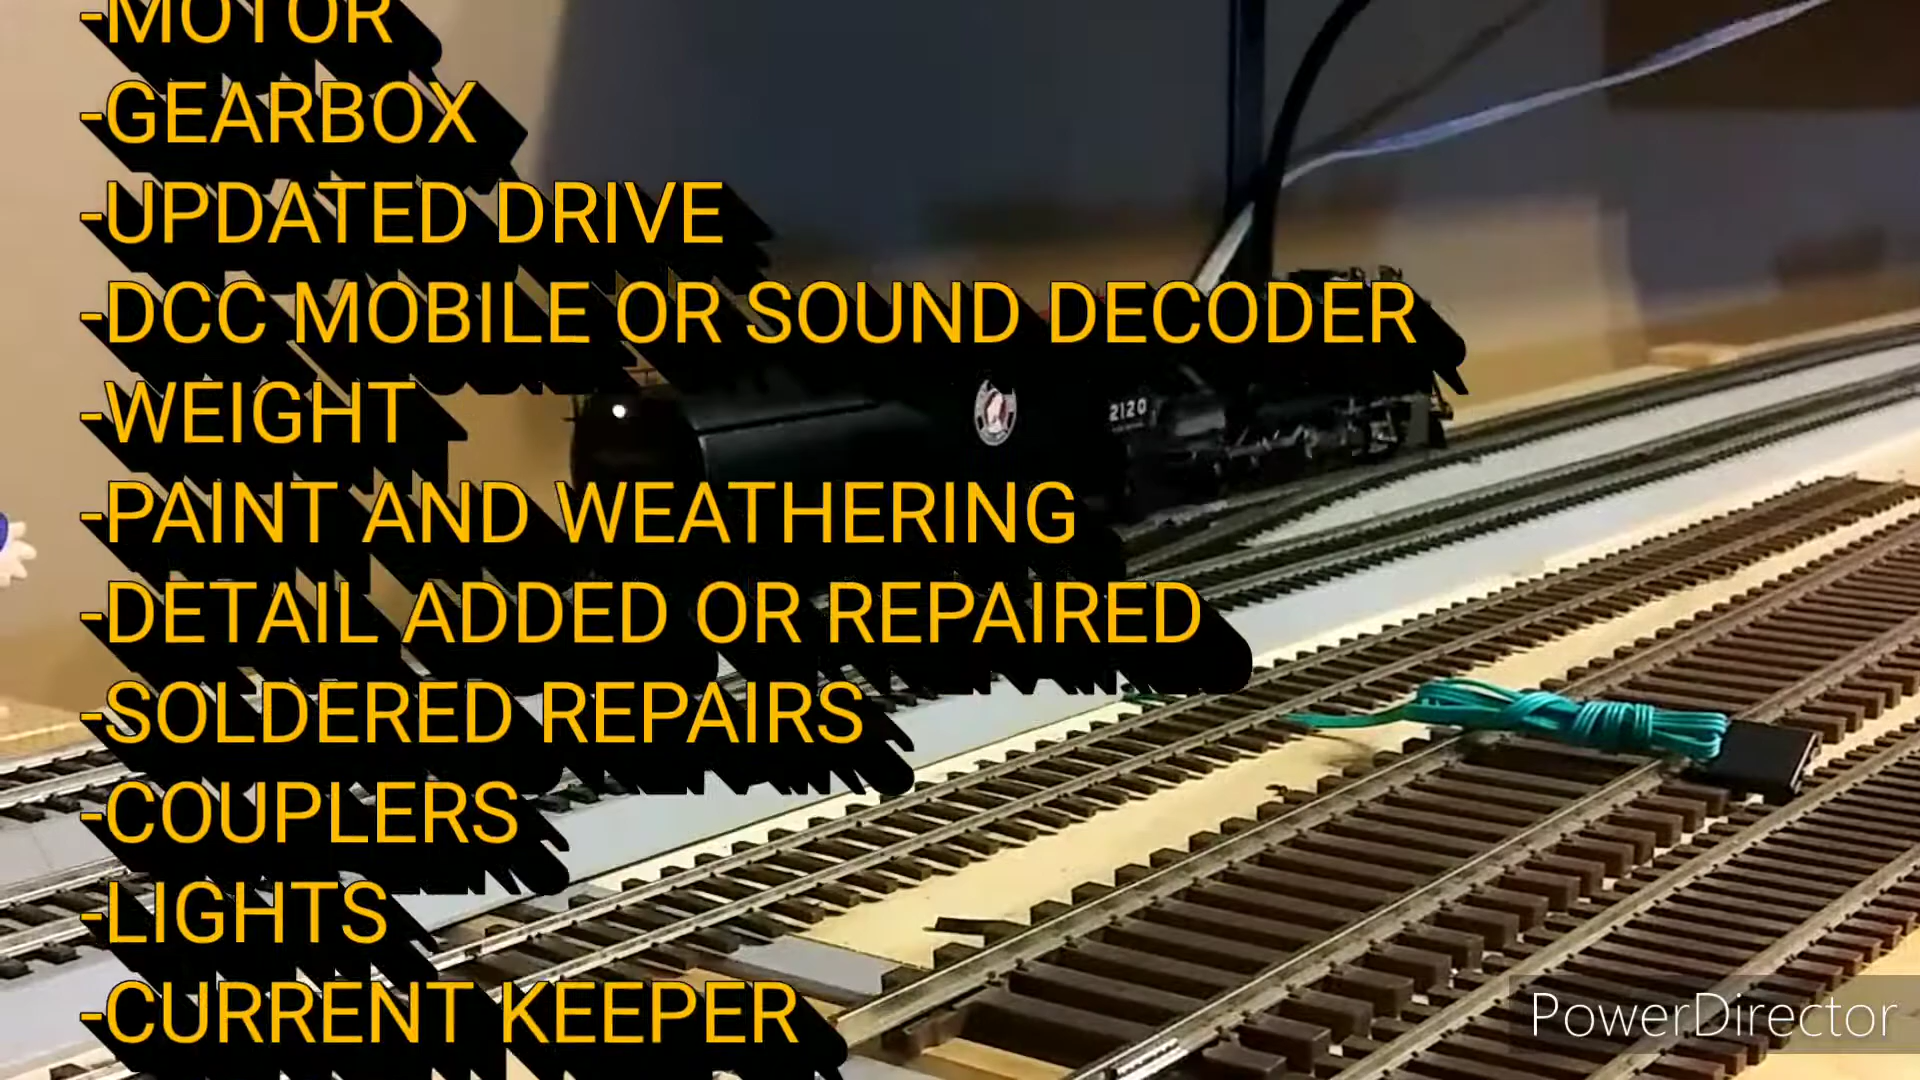 -MOTOR
-GEARBOX
-UPDATED DRIVE
-DCC MOBILE OR SOUND DECODER
-WEIGHT
2120
-PAINT AND WEATHERING
-DETAIL ADDED OR REPAIRED
-SOLDERED REPAIRS
-COUPLERS
-LIGHTS
-CURRENT KEEPER
PowerDirector